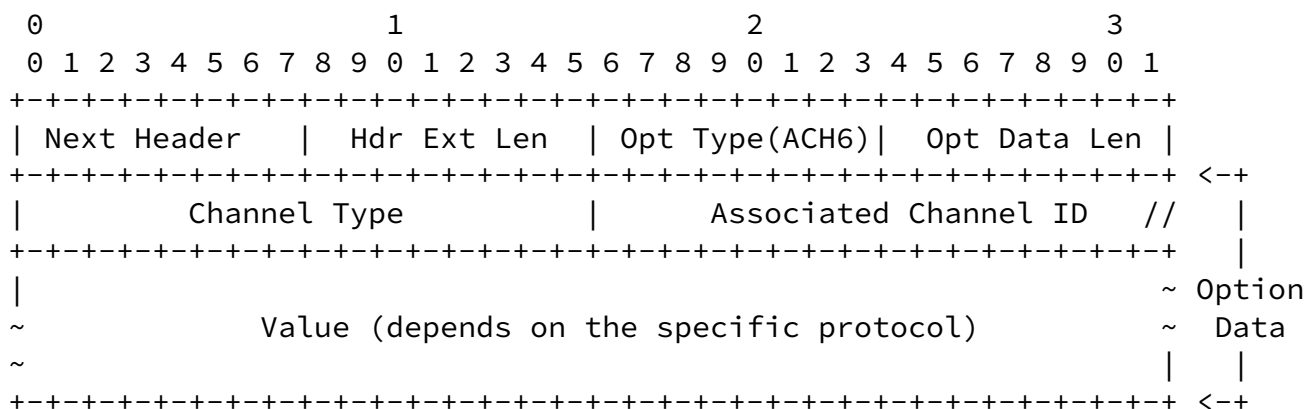 0                   1                   2                   3
 0 1 2 3 4 5 6 7 8 9 0 1 2 3 4 5 6 7 8 9 0 1 2 3 4 5 6 7 8 9 0 1
+-+-+-+-+-+-+-+-+-+-+-+-+-+-+-+-+-+-+-+-+-+-+-+-+-+-+-+-+-+-+-+-+
| Next Header   |  Hdr Ext Len  | Opt Type(ACH6)|  Opt Data Len |
+-+-+-+-+-+-+-+-+-+-+-+-+-+-+-+-+-+-+-+-+-+-+-+-+-+-+-+-+-+-+-+-+ <-+
|         Channel Type          |      Associated Channel ID   //   |
+-+-+-+-+-+-+-+-+-+-+-+-+-+-+-+-+-+-+-+-+-+-+-+-+-+-+-+-+-+-+-+-+   |
|                                                               ~ Option
~             Value (depends on the specific protocol)          ~  Data
~                                                               |   |
+-+-+-+-+-+-+-+-+-+-+-+-+-+-+-+-+-+-+-+-+-+-+-+-+-+-+-+-+-+-+-+-+ <-+